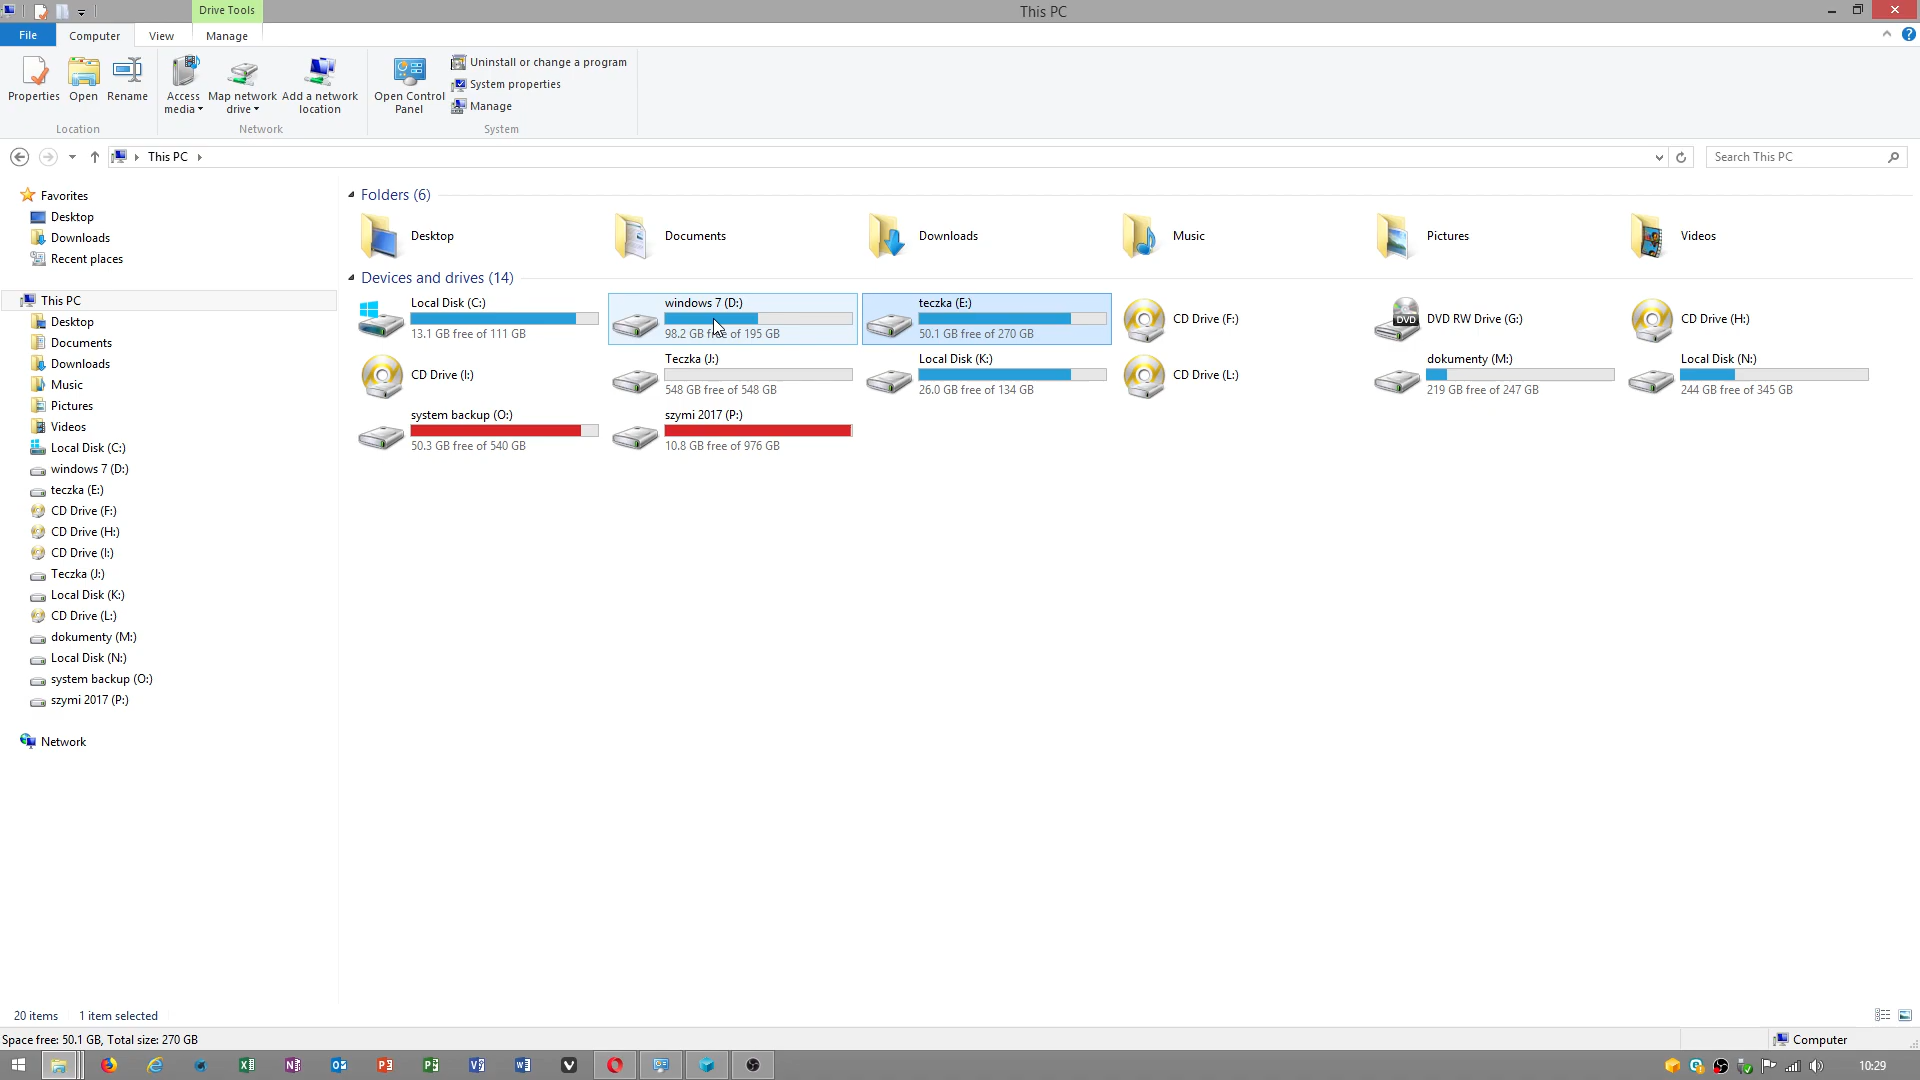 Drive Tools
This PC
File
Computer
View
Manage
Properties
Open
Rename
Access media
Map network drive
Add a network location
Open Control Panel
Uninstall or change a program
System properties
Manage
Location
Network
System
This PC
Search This PC
Favorites
Desktop
Downloads
Recent places
This PC
Desktop
Documents
Downloads
Music
Pictures
Videos
Local Disk (C:)
windows 7 (D:)
teczka (E:)
CD Drive (F:)
CD Drive (H:)
CD Drive (I:)
Teczka (J:)
Local Disk (K:)
CD Drive (L:)
dokumenty (M:)
Local Disk (N:)
system backup (O:)
szymi 2017 (P:)
Network
Folders (6)
Desktop
Documents
Downloads
Music
Pictures
Videos
Devices and drives (14)
Local Disk (C:)
13.1 GB free of 111 GB
windows 7 (D:)
98.2 GB free of 195 GB
teczka (E:)
50.1 GB free of 270 GB
CD Drive (F:)
DVD
DVD RW Drive (G:)
CD Drive (H:)
CD Drive (I:)
Teczka (J:)
548 GB free of 548 GB
Local Disk (K:)
26.0 GB free of 134 GB
CD Drive (L:)
dokumenty (M:)
219 GB free of 247 GB
Local Disk (N:)
244 GB free of 345 GB
system backup (O:)
50.3 GB free of 540 GB
szymi 2017 (P:)
10.8 GB free of 976 GB
20 items
1 item selected
Space free: 50.1 GB, Total size: 270 GB
Computer
10:29